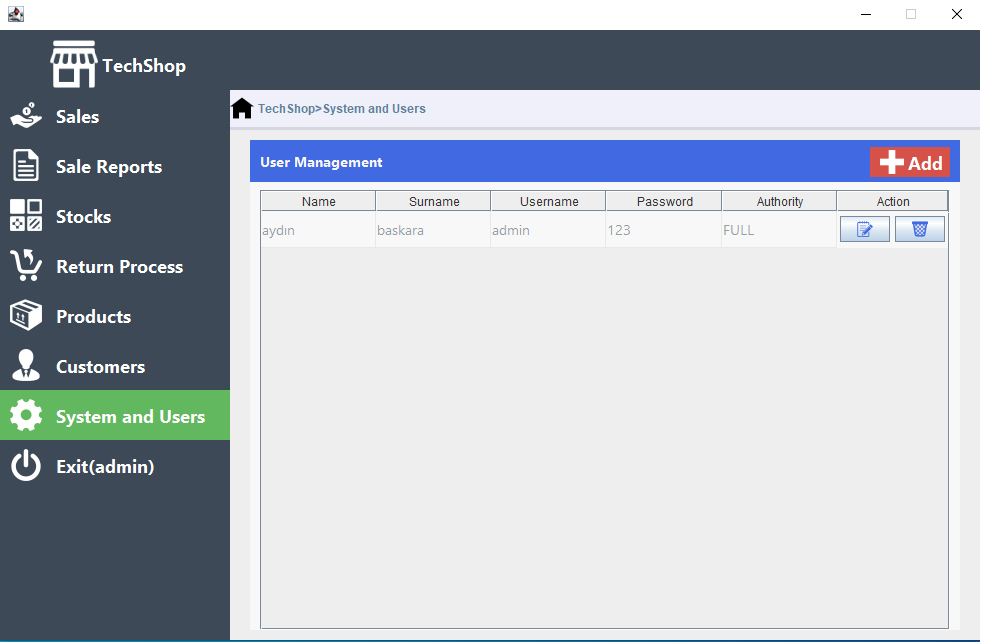 TechShop
Sales
Sale Reports
Stocks
Return Process
Products
Customers
System and Users
Exit(admin)
TechShop>System and Users
User Management
Add
Name Surname Username Password Authority Action
aydın baskara admin 123 FULL